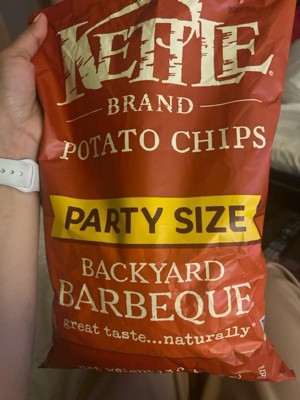 KETTLE®
BRAND
POTATO CHIPS
PARTY SIZE
BACKYARD
BARBEQUE
great taste...naturally®